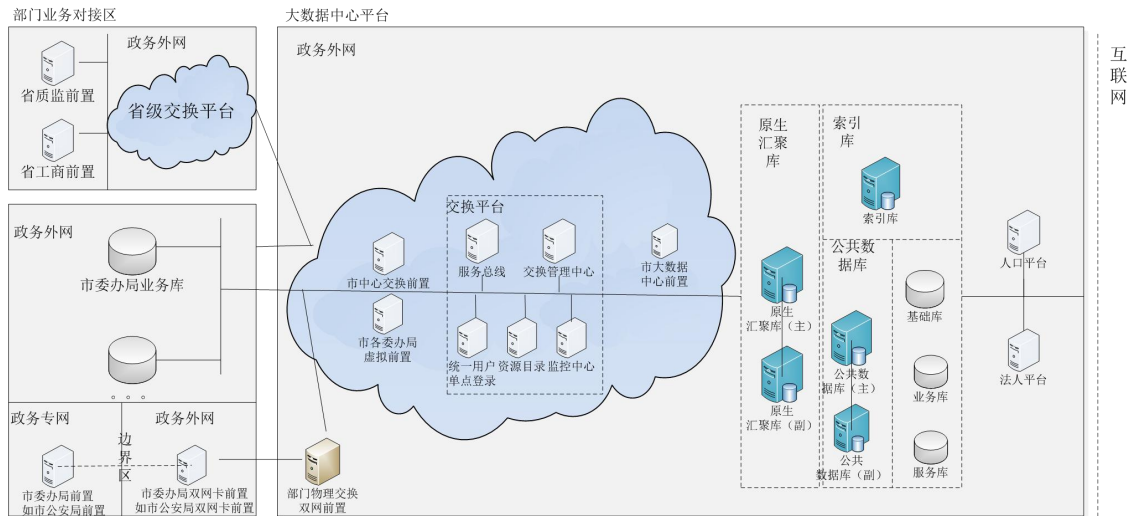 部门业务对接区
政务外网
省级交换平台
省质监前置
省工商前置
政务外网
市委办局业务库
。。。
政务专网
边界区
政务外网
市委办局前置
如市公安局前置
市委办局双网卡前置
如市公安局双网卡前置
大数据中心平台
政务外网
部门物理交换
双网前置
市中心交换前置
市各委办局
虚拟前置
交换平台
服务总线
交换管理中心
统一用户
单点登录
资源目录
监控中心
市大数据
中心前置
原生
汇聚
库
原生
汇聚库（主）
原生
汇聚库（副）
索引
库
索引库
公共数
据库
公共数
据库（主）
公共
数据库（副）
基础库
业务库
服务库
人口平台
法人平台
互联网